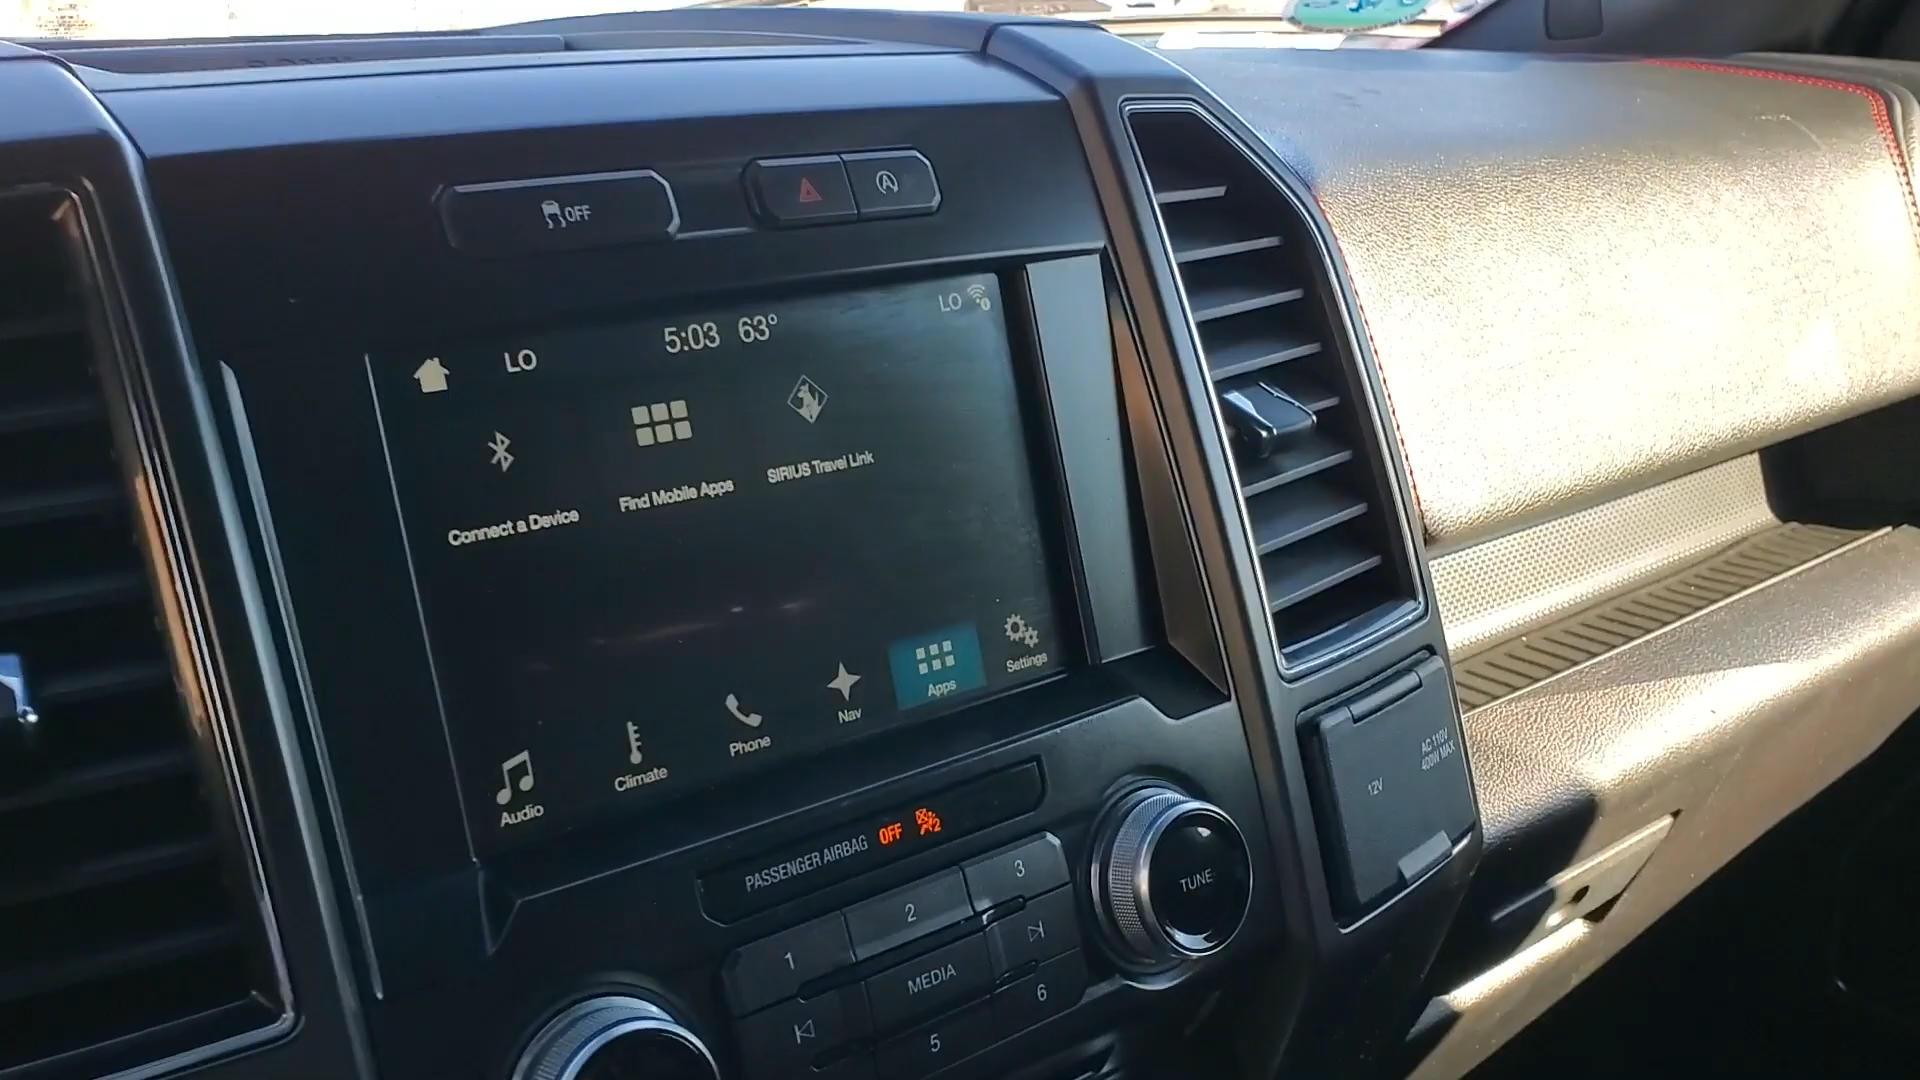 OFF
LO
5:03 63°
LO
Connect a Device
Find Mobile Apps
SIRIUS Travel Link
Audio
Climate
Phone
Nav
Apps
Settings
PASSENGER AIRBAG OFF 2
1
2
3
MEDIA
5
6
TUNE
12V
AC 110V
400W MAX